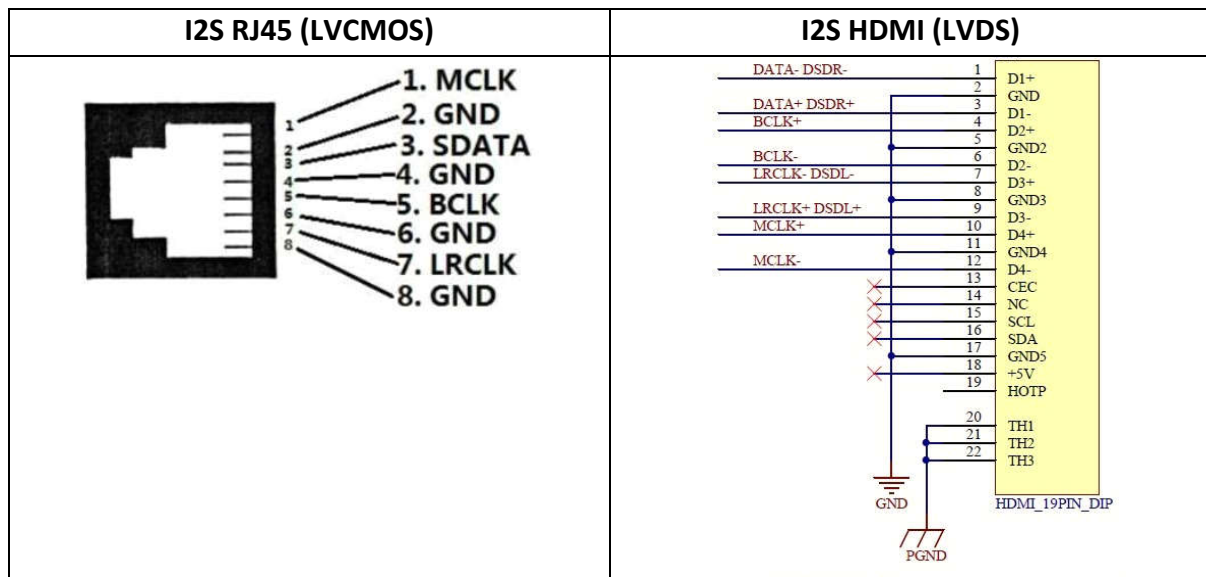 I2S RJ45 (LVCMOS)
I2S HDMI (LVDS)
1 1. MCLK
2 2. GND
3 3. SDATA
4 4. GND
5 5. BCLK
6 6. GND
7 7. LRCLK
8 8. GND
DATA- DSDR- 1 D1+
2 GND
DATA+ DSDR+ 3 D1-
BCLK+ 4 D2+
5 GND2
BCLK- 6 D2-
LRCLK- DSDL- 7 D3+
8 GND3
LRCLK+ DSDL+ 9 D3-
MCLK+ 10 D4+
11 GND4
MCLK- 12 D4-
13 CEC
14 NC
15 SCL
16 SDA
17 GND5
18 +5V
19 HOTP
20 TH1
21 TH2
22 TH3
GND
HDMI_19PIN_DIP
PGND